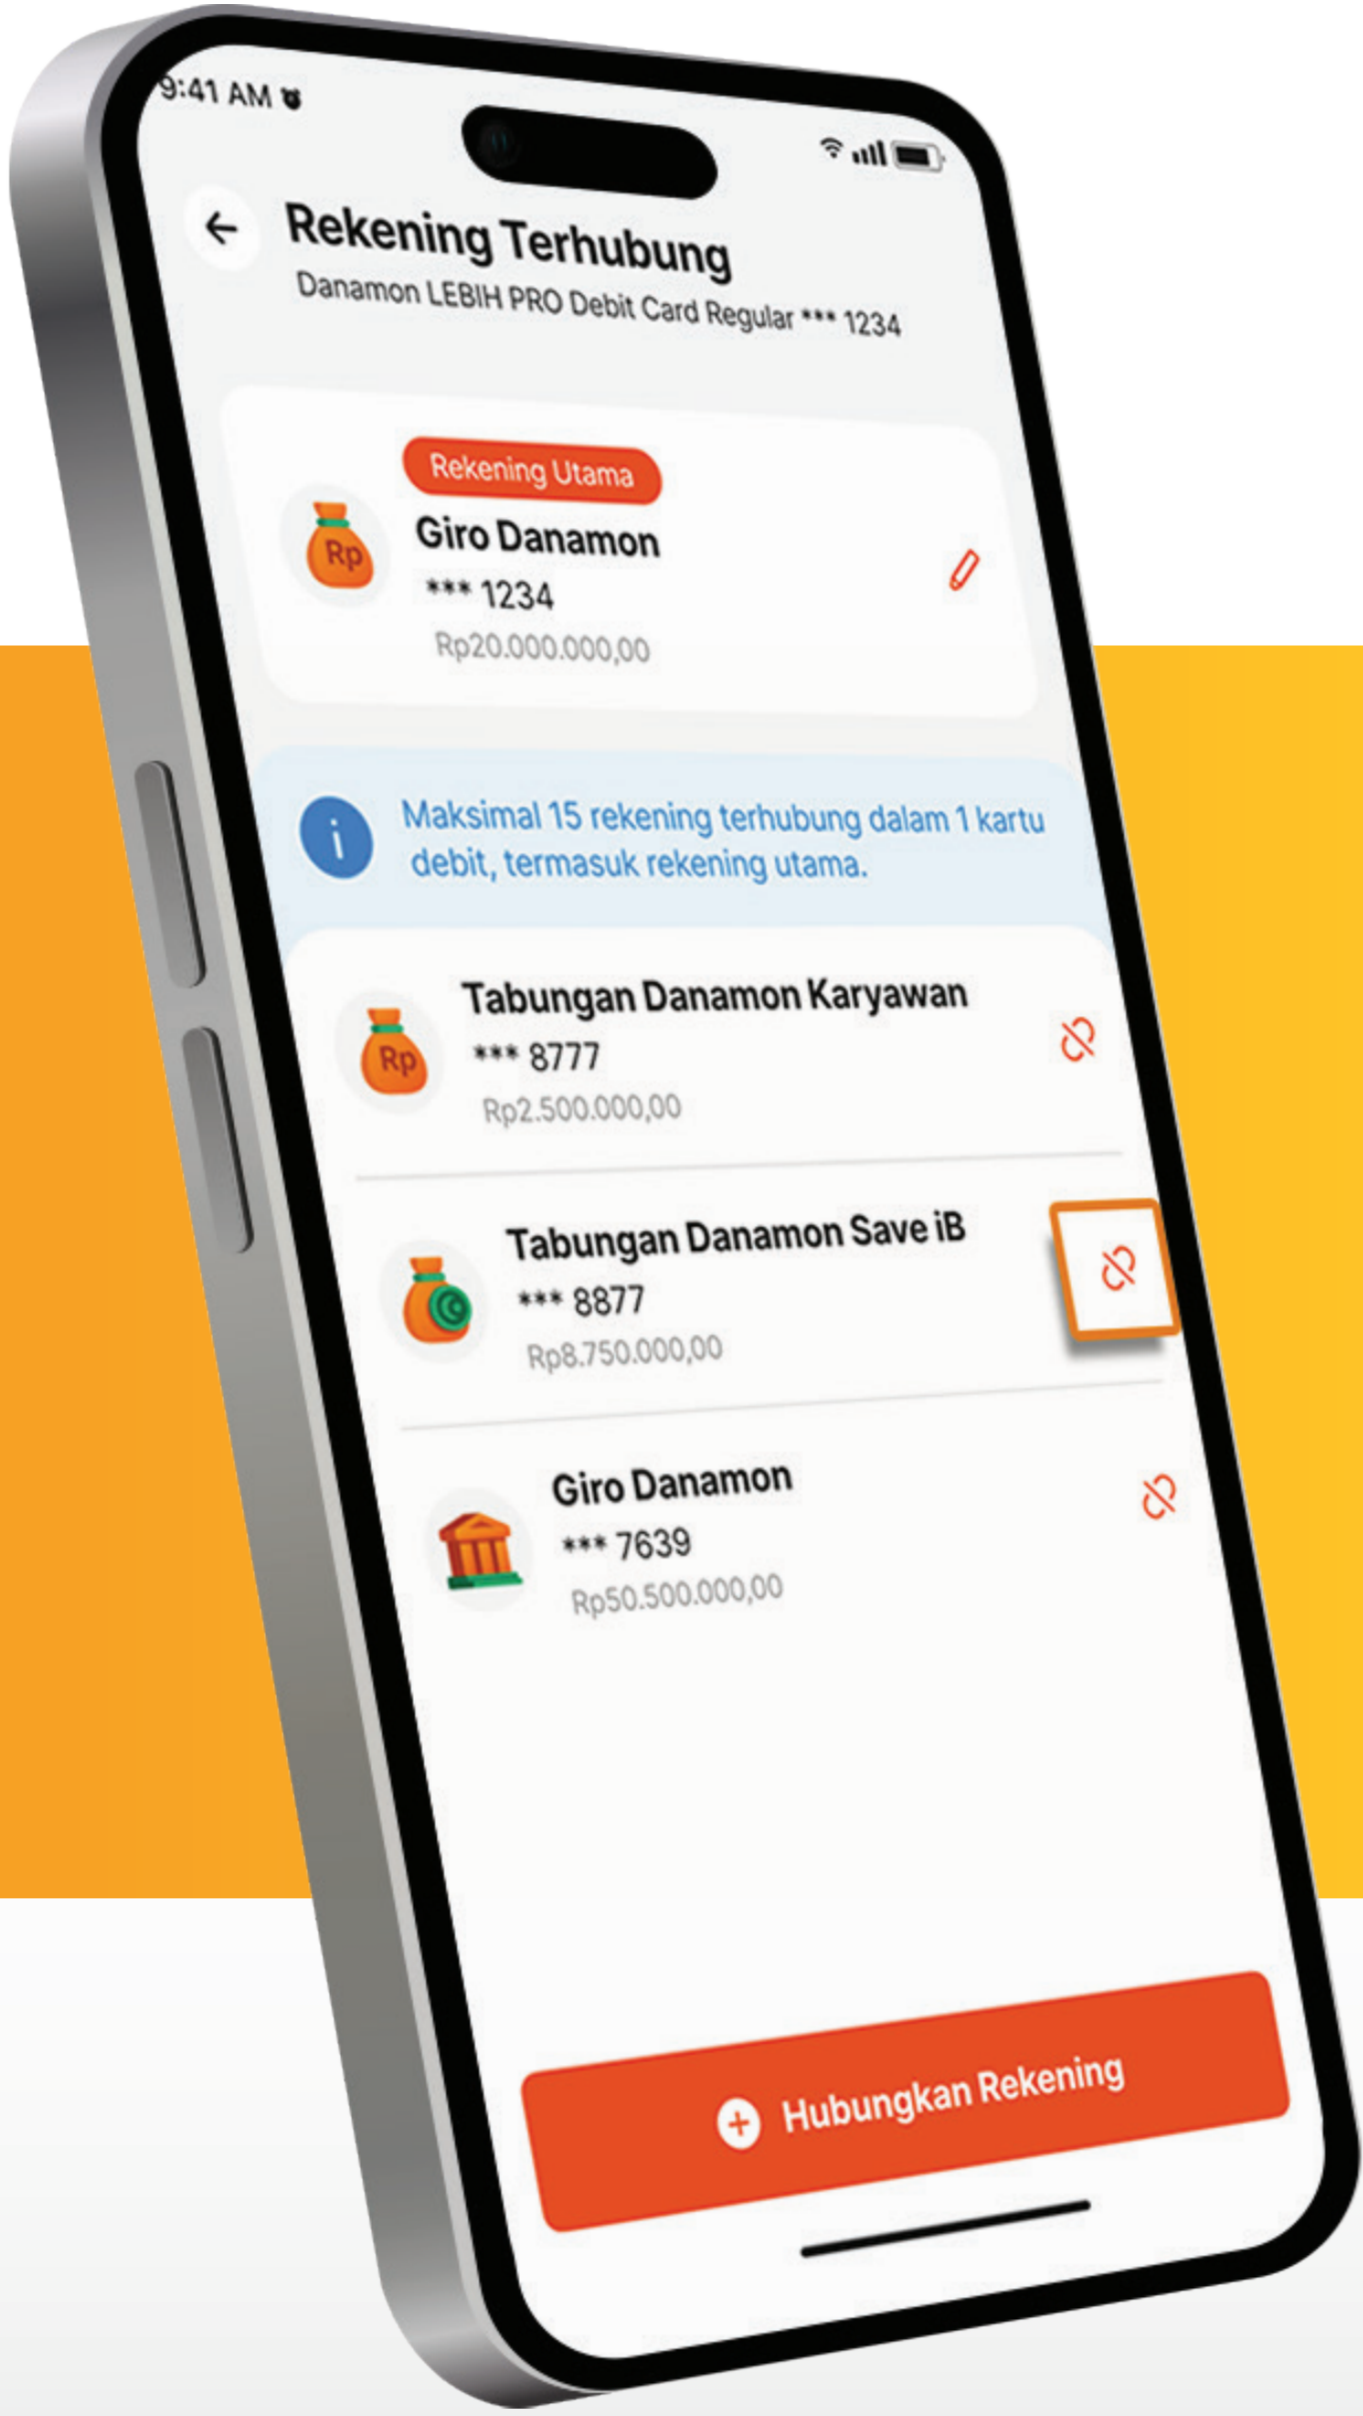 9:41 AM
Rekening Terhubung
Danamon LEBIH PRO Debit Card Regular *** 1234
Rekening Utama
Rp
Giro Danamon
*** 1234
Rp20.000.000,00
Maksimal 15 rekening terhubung dalam 1 kartu
debit, termasuk rekening utama.
Rp
Tabungan Danamon Karyawan
*** 8777
Rp2.500.000,00
Tabungan Danamon Save iB
*** 8877
Rp8.750.000,00
Giro Danamon
*** 7639
Rp50.500.000,00
Hubungkan Rekening